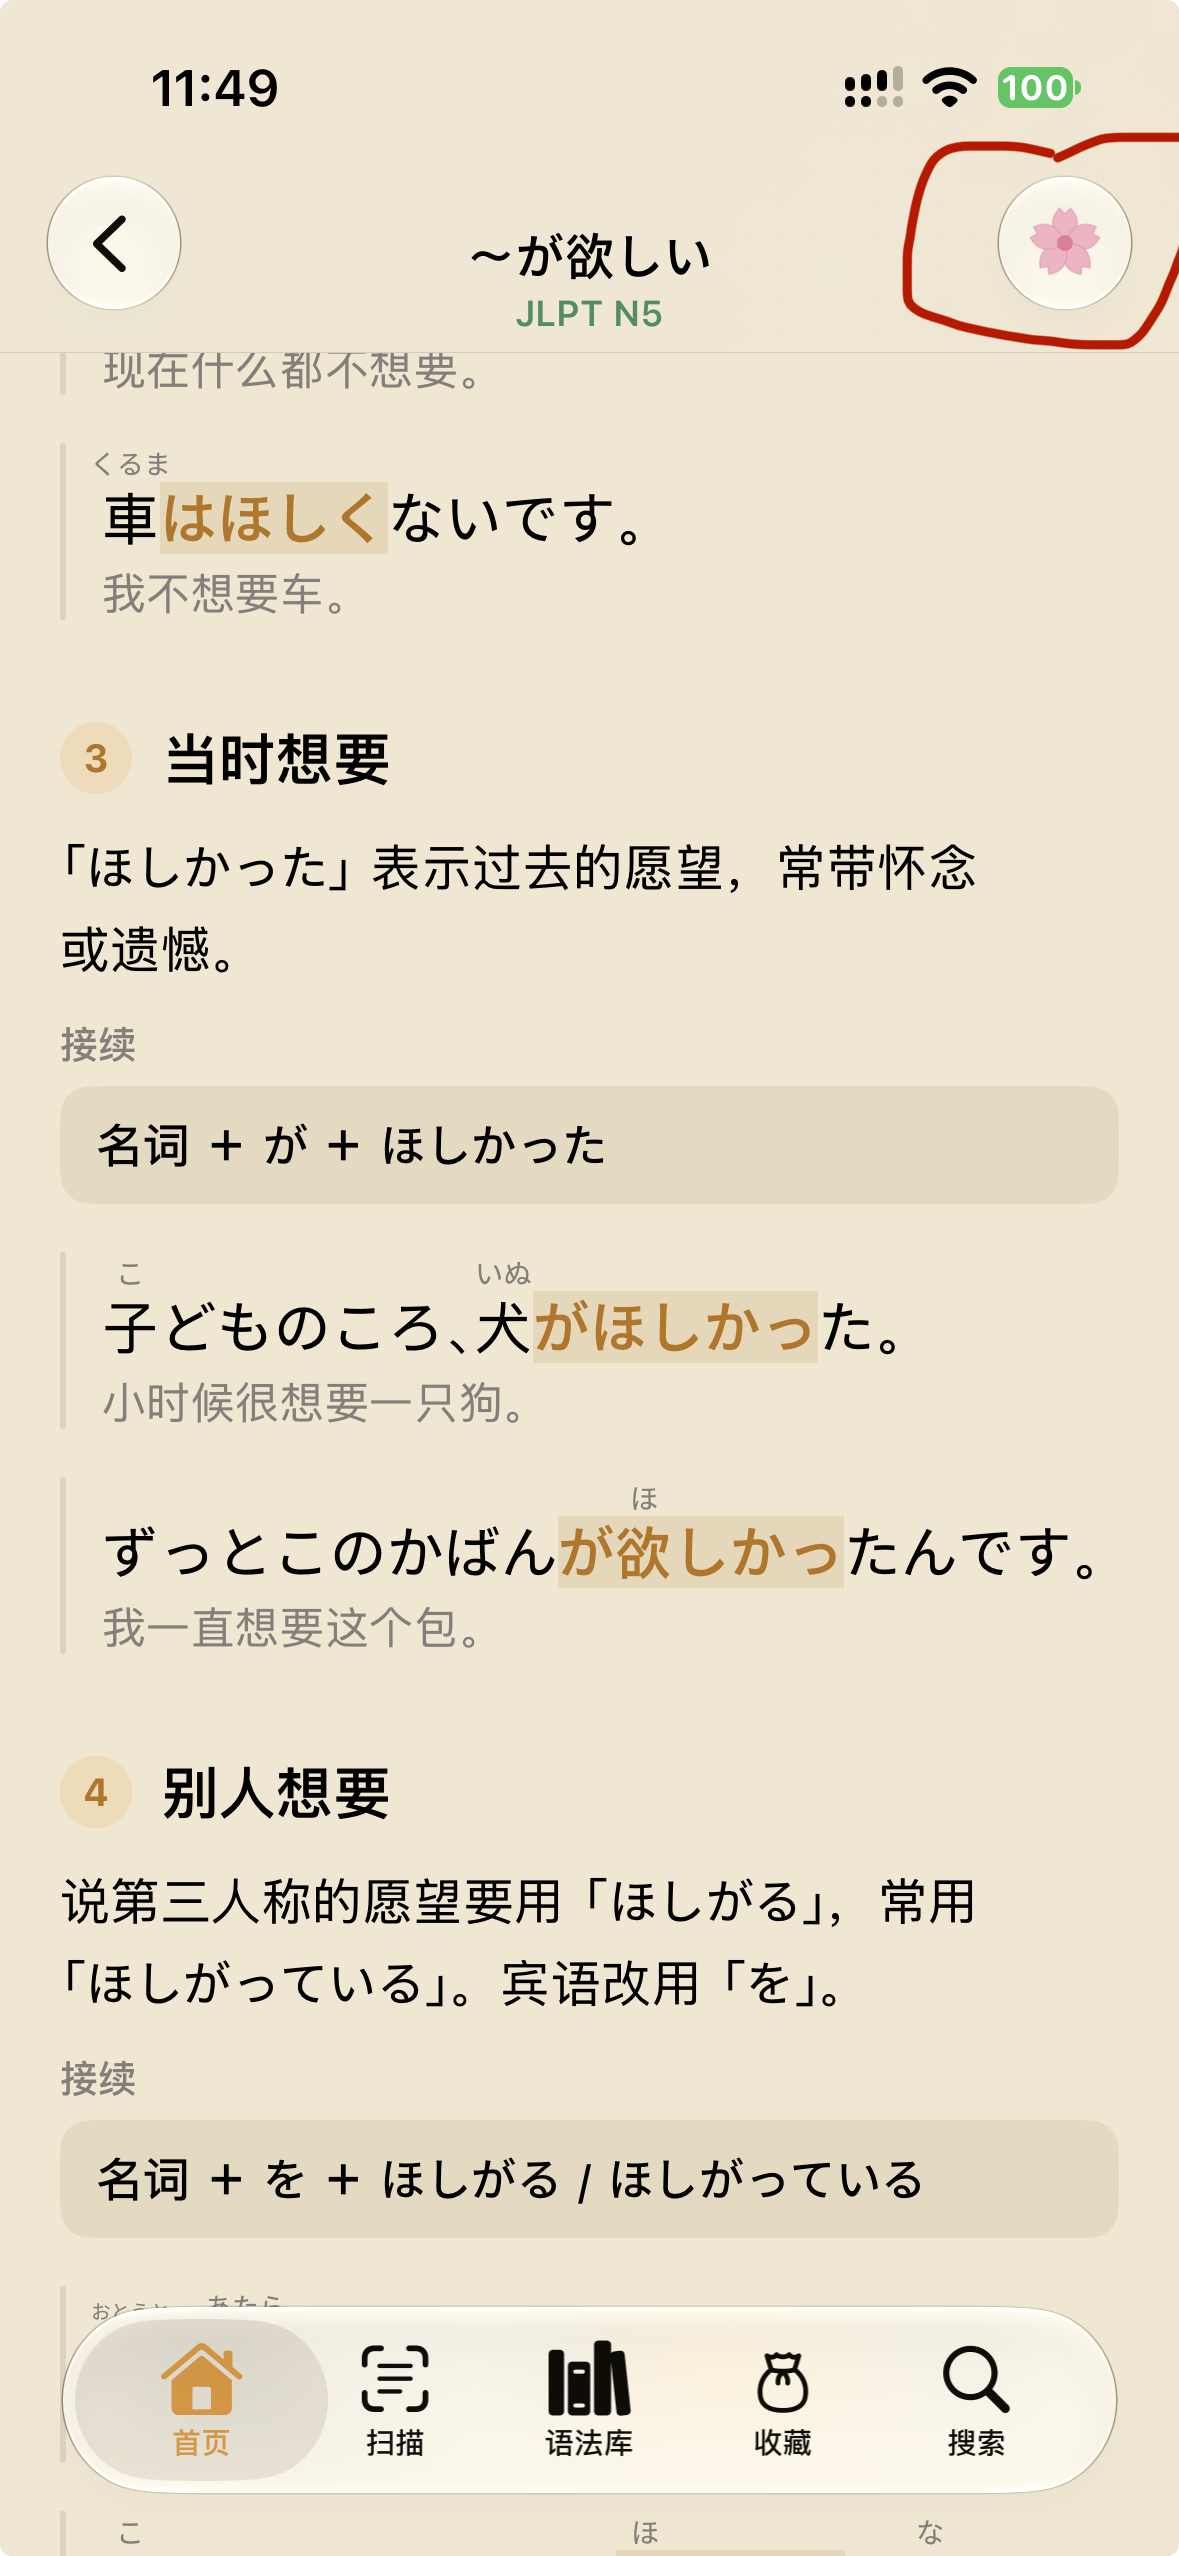 11:49
100
～が欲しい
JLPT N5
现在什么都不想要。
くるま
車はほしくないです。
我不想要车。
3 当时想要
「ほしかった」表示过去的愿望，常带怀念
或遗憾。
接续
名词 + が + ほしかった
こ いぬ
子どものころ、犬がほしかった。
小时候很想要一只狗。
ほ
ずっとこのかばんが欲しかったんです。
我一直想要这个包。
4 别人想要
说第三人称的愿望要用「ほしがる」，常用
「ほしがっている」。宾语改用「を」。
接续
名词 + を + ほしがる / ほしがっている
おとうと あたら
首页 扫描 语法库 收藏 搜索
こ ほ な